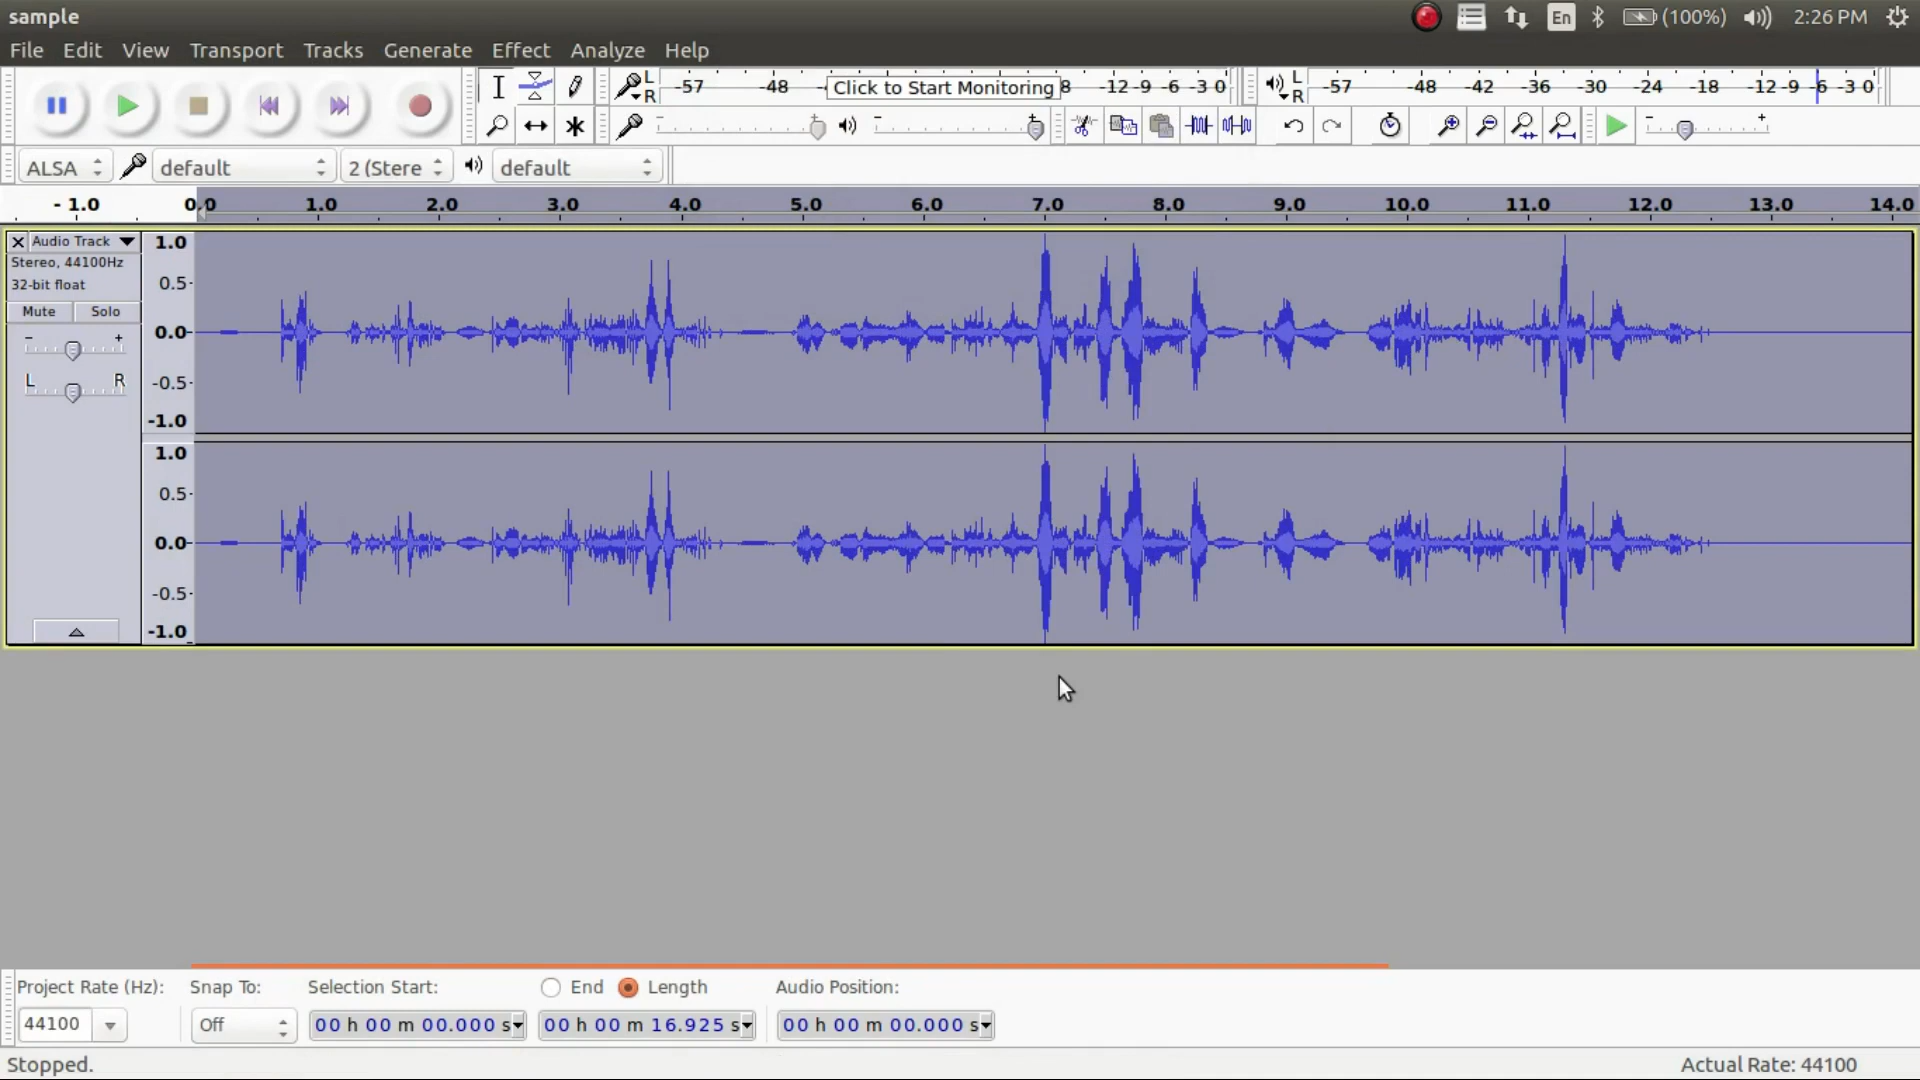 sample
En (100%) 2:26 PM
File Edit View Transport Tracks Generate Effect Analyze Help
L R -57 -48 Click to Start Monitoring 8 -12 -9 -6 -3 0
L R -57 -48 -42 -36 -30 -24 -18 -12 -9 -6 -3 0
ALSA default 2 (Stere default
- 1.0 0.0 1.0 2.0 3.0 4.0 5.0 6.0 7.0 8.0 9.0 10.0 11.0 12.0 13.0 14.0
Audio Track
Stereo, 44100Hz
32-bit float
Mute Solo
- +
L R
1.0
0.5
0.0
-0.5
-1.0
1.0
0.5
0.0
-0.5
-1.0
Project Rate (Hz): Snap To: Selection Start: End Length Audio Position:
44100 Off 00 h 00 m 00.000 s 00 h 00 m 16.925 s 00 h 00 m 00.000 s
Stopped. Actual Rate: 44100